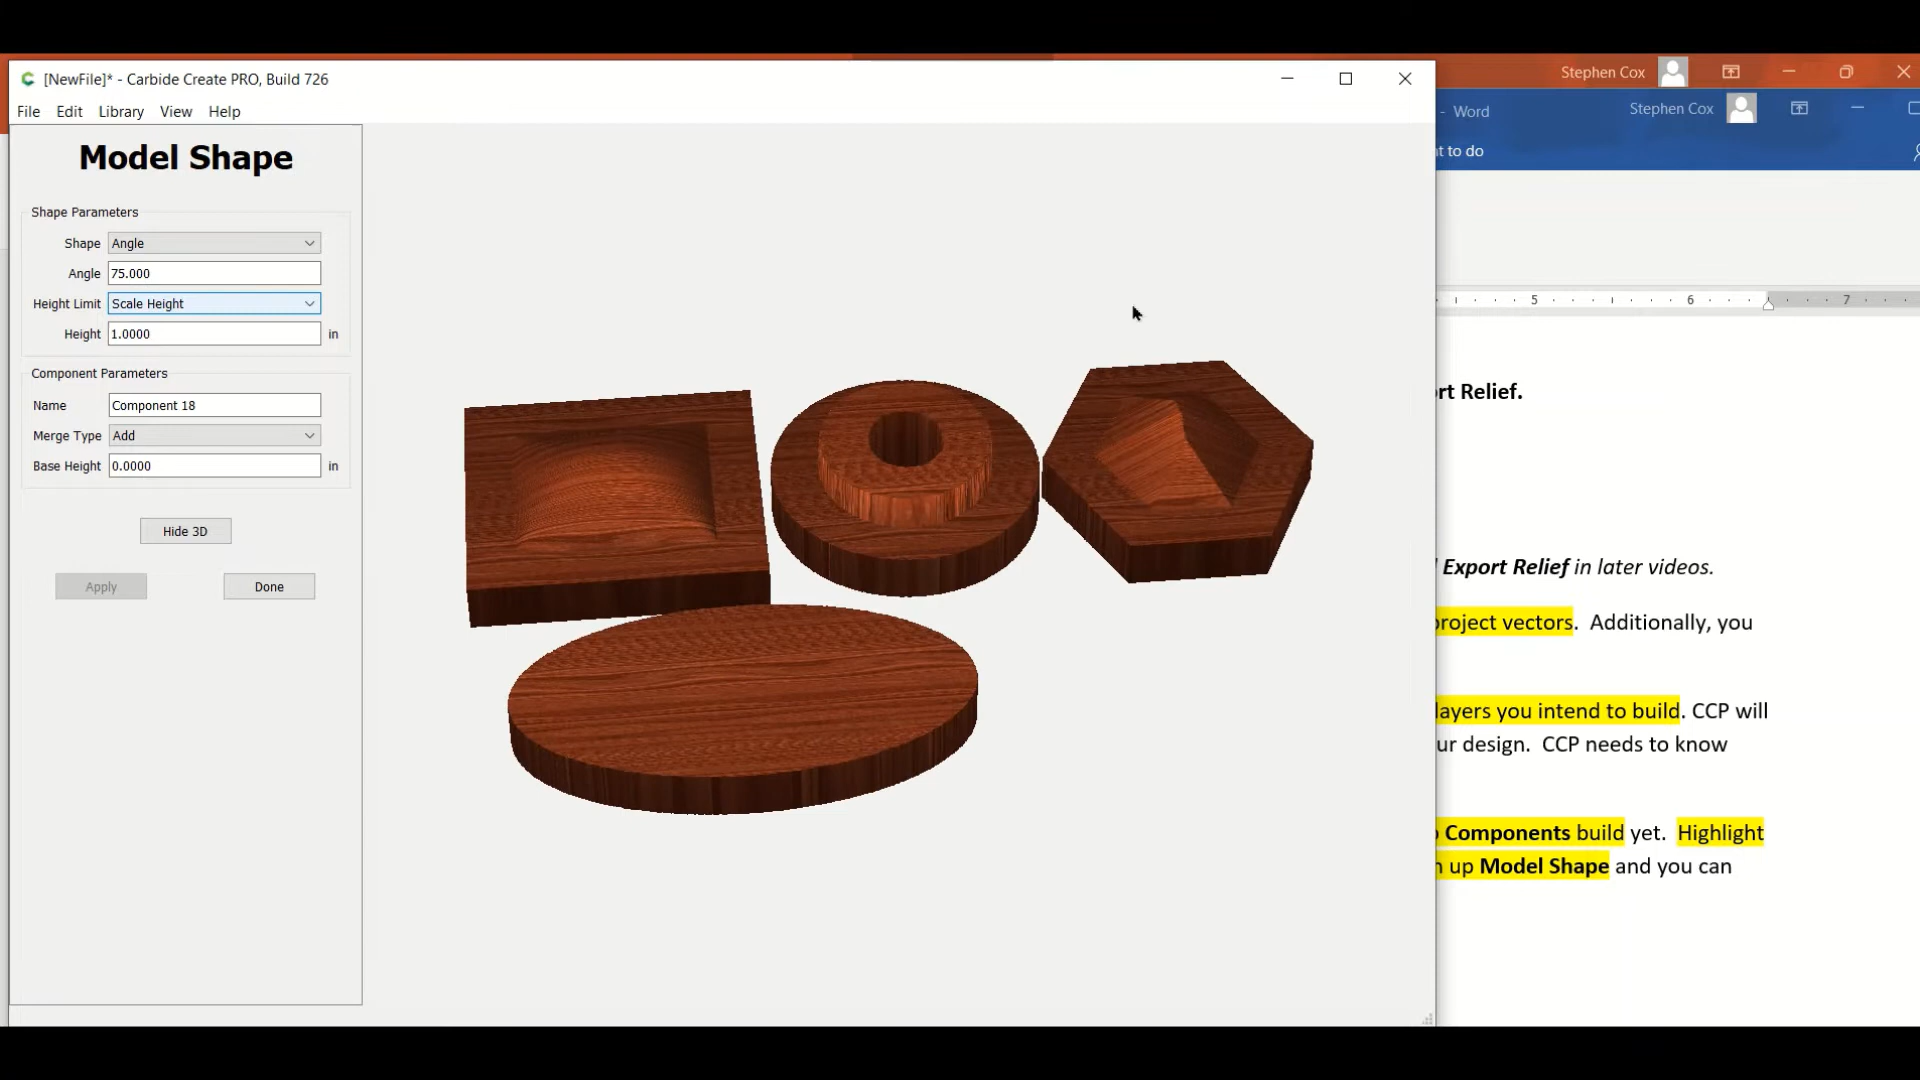 Stephen Cox
[NewFile]* - Carbide Create PRO, Build 726
Stephen Cox
- Word
File Edit Library View Help
to do
Model Shape
Shape Parameters
Shape Angle
Angle 75.000
Height Limit Scale Height
Height 1.0000 in
Component Parameters
Name Component 18
Merge Type Add
Base Height 0.0000 in
Hide 3D
Apply Done
5 6 7
Relief.
Export Relief in later videos.
project vectors. Additionally, you
layers you intend to build. CCP will
design. CCP needs to know
Components build yet. Highlight
up Model Shape and you can